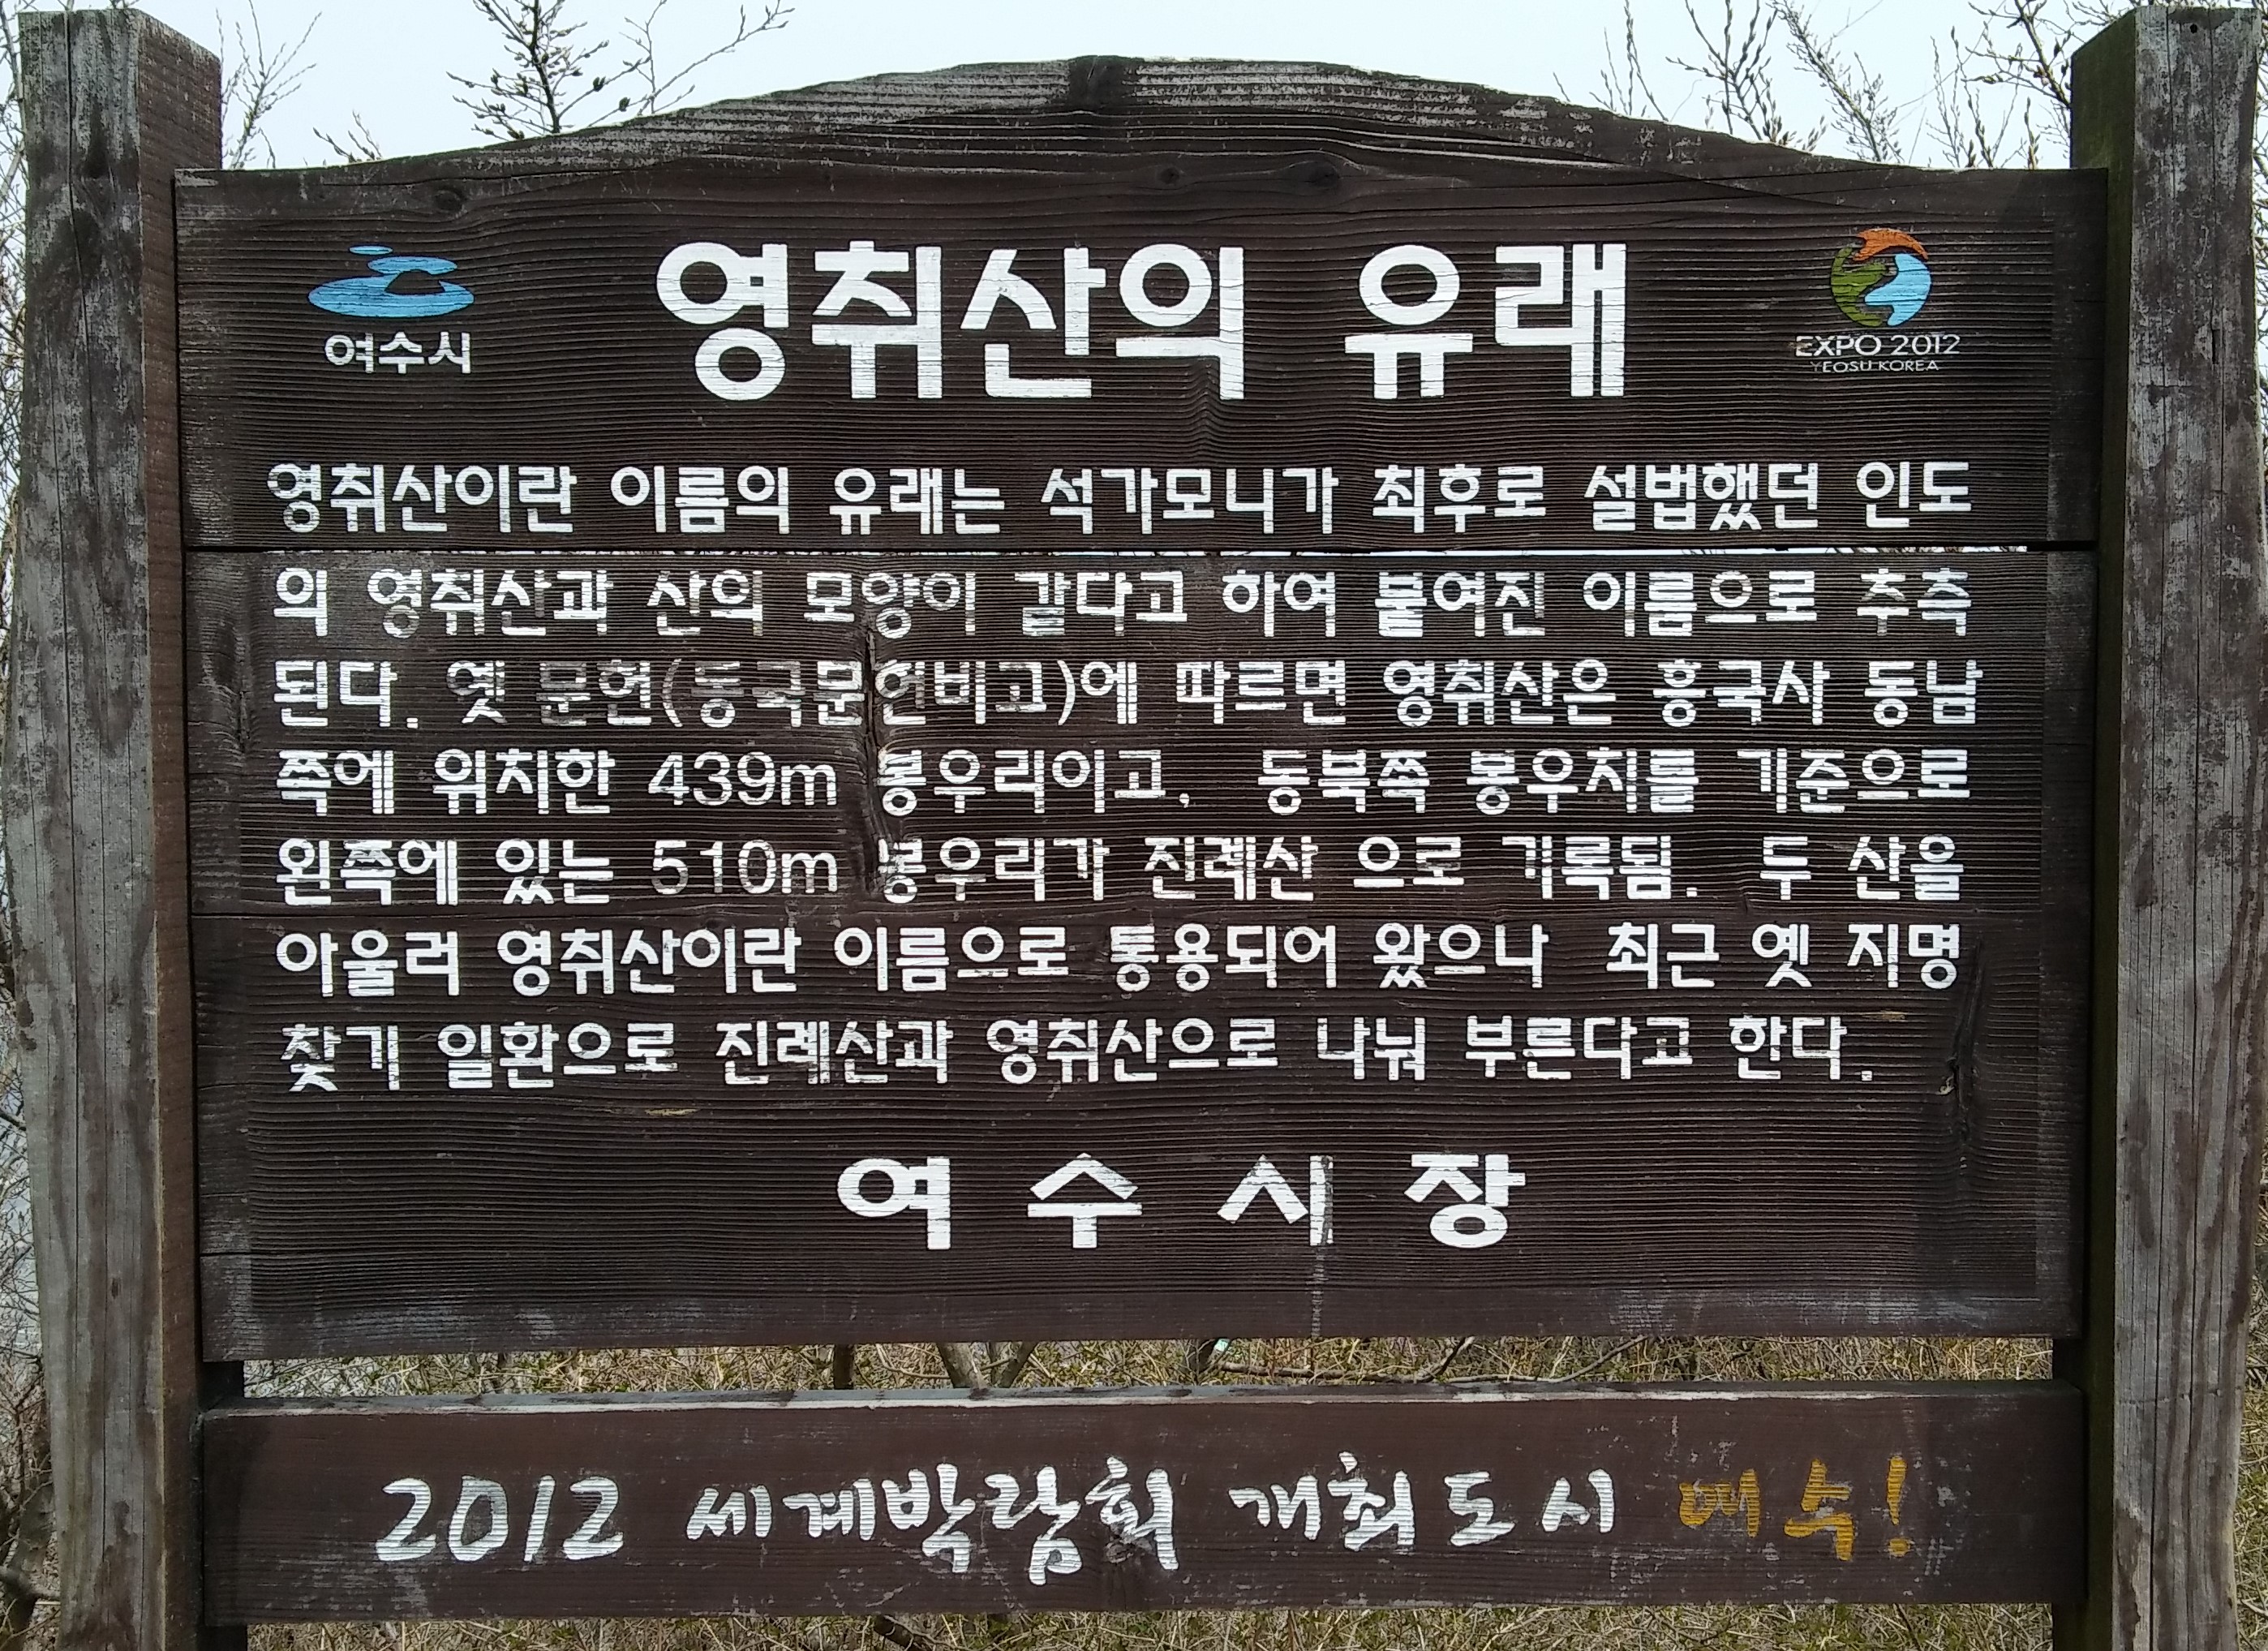 여수시
영취산의 유래
EXPO 2012
YEOSU KOREA
영취산이란 이름의 유래는 석가모니가 최후로 설법했던 인도
의 영취산과 산의 모양이 같다고 하여 붙여진 이름으로 추측
된다. 옛 문헌(동국문헌비고)에 따르면 영취산은 흥국사 동남
쪽에 위치한 439m 봉우리이고, 동북쪽 봉우치를 기준으로
왼쪽에 있는 510m 봉우리가 진례산 으로 기록됨. 두 산을
아울러 영취산이란 이름으로 통용되어 왔으나 최근 옛 지명
찾기 일환으로 진례산과 영취산으로 나눠 부른다고 한다.
여수시장
2012 세계박람회 개최도시 여수!